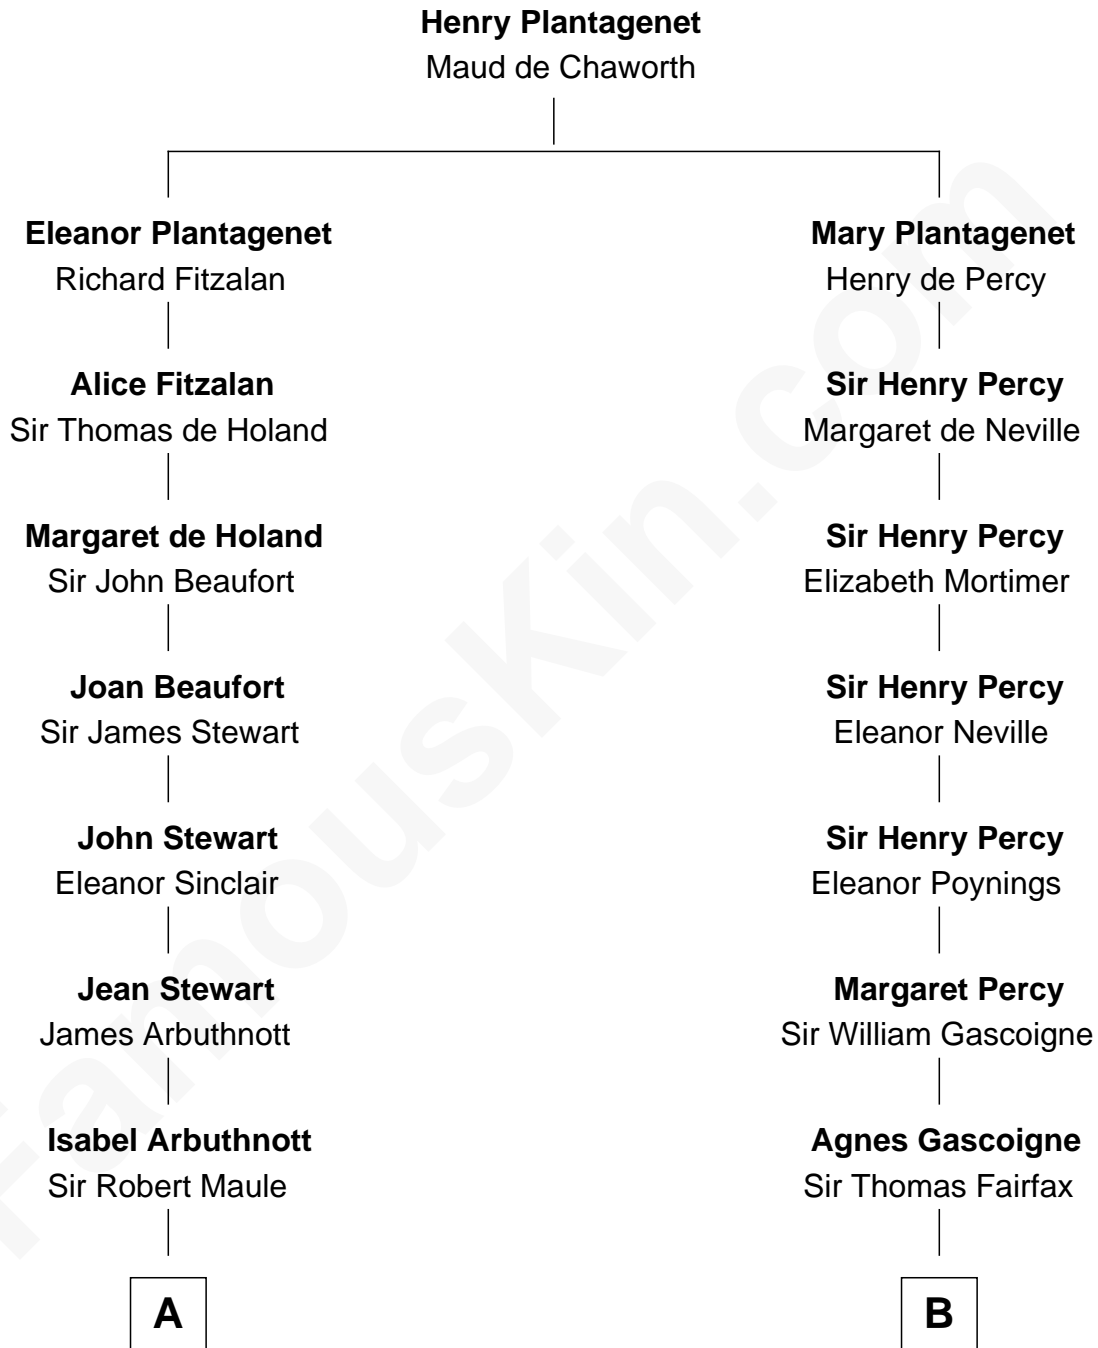 Henry Plantagenet
Maud de Chaworth
Eleanor Plantagenet
Richard Fitzalan
Mary Plantagenet
Henry de Percy
Alice Fitzalan
Sir Thomas de Holand
Sir Henry Percy
Margaret de Neville
Margaret de Holand
Sir John Beaufort
Sir Henry Percy
Elizabeth Mortimer
Joan Beaufort
Sir James Stewart
Sir Henry Percy
Eleanor Neville
John Stewart
Eleanor Sinclair
Sir Henry Percy
Eleanor Poynings
Jean Stewart
James Arbuthnott
Margaret Percy
Sir William Gascoigne
Isabel Arbuthnott
Sir Robert Maule
Agnes Gascoigne
Sir Thomas Fairfax
A
B
FamousKin.com